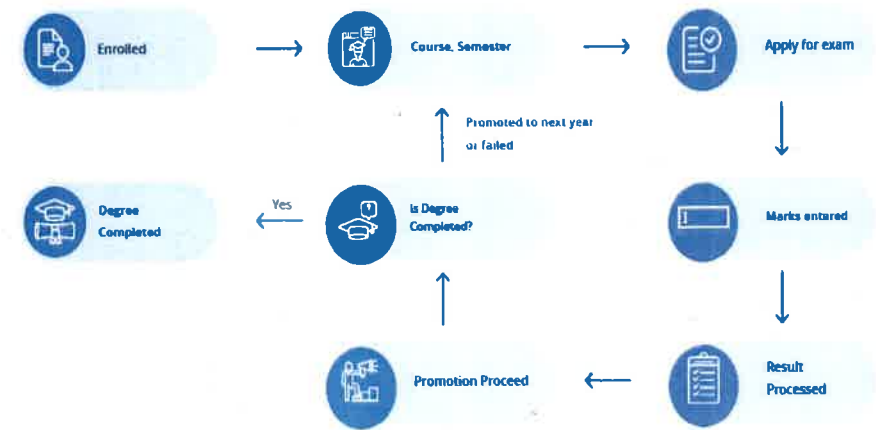 Enrolled
Course, Semester
Apply for exam
Promoted to next year
or failed
Degree
Completed
Yes
Is Degree
Completed?
Marks entered
Promotion Proceed
Result
Processed